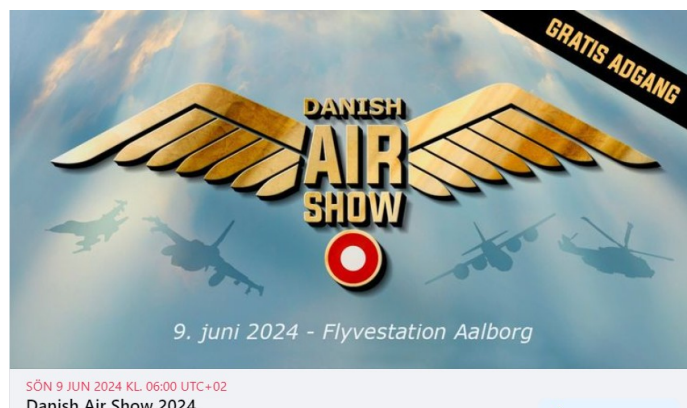 GRATIS ADGANG
DANISH
AIR
SHOW
9. juni 2024 - Flyvestation Aalborg
SÖN 9 JUN 2024 KL. 06:00 UTC+02
Danish Air Show 2024